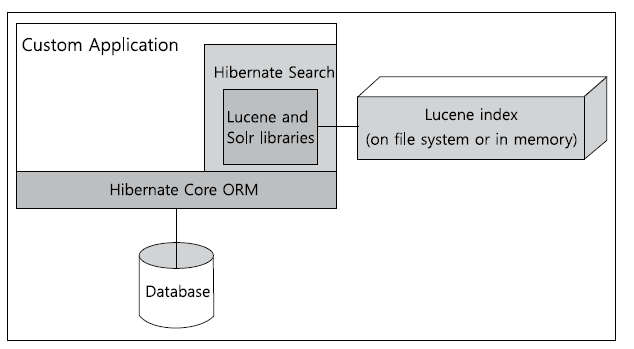 Custom Application
Hibernate Search
Lucene and
Solr libraries
Lucene index
(on file system or in memory)
Hibernate Core ORM
Database